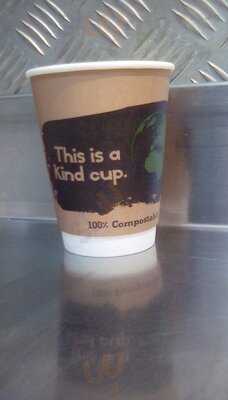 This is a
Kind cup.
100% Compostable